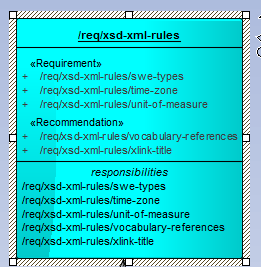 /req/xsd-xml-rules
«Requirement»
+ /req/xsd-xml-rules/swe-types
+ /req/xsd-xml-rules/time-zone
+ /req/xsd-xml-rules/unit-of-measure
«Recommendation»
+ /req/xsd-xml-rules/vocabulary-references
+ /req/xsd-xml-rules/xlink-title
responsibilities
/req/xsd-xml-rules/swe-types
/req/xsd-xml-rules/time-zone
/req/xsd-xml-rules/unit-of-measure
/req/xsd-xml-rules/vocabulary-references
/req/xsd-xml-rules/xlink-title